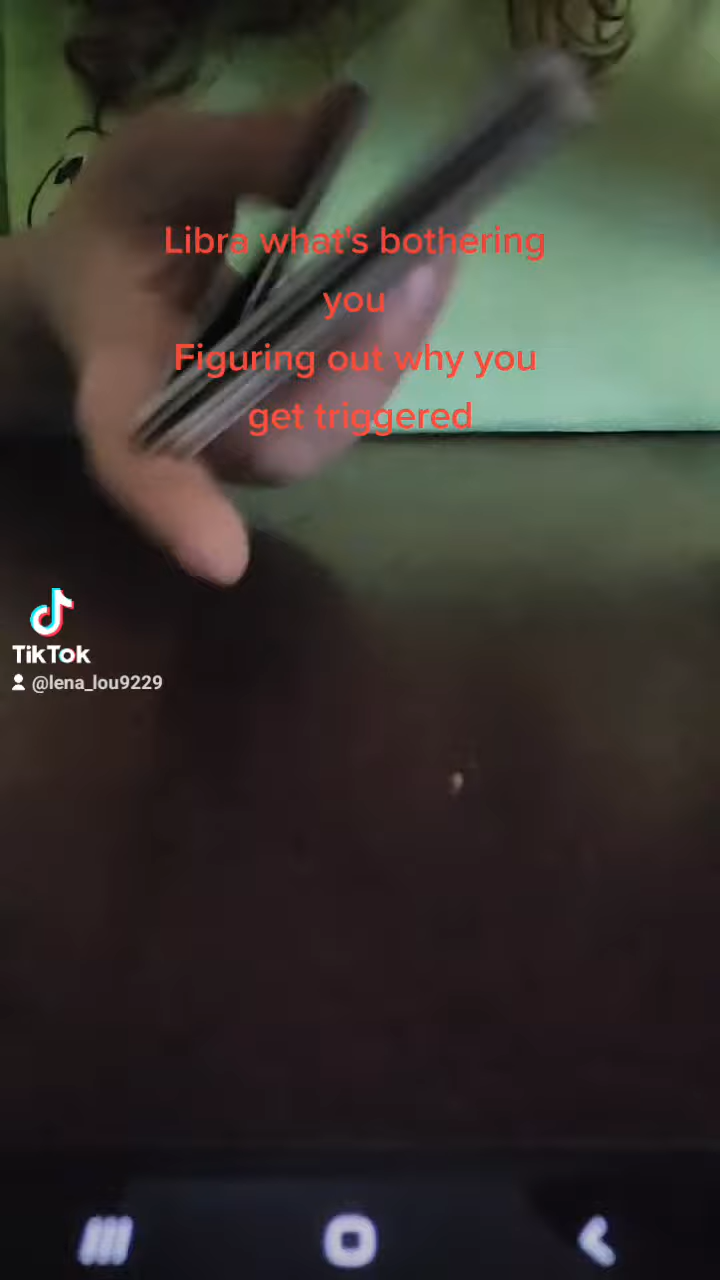 Libra what's bothering
you
Figuring out why you
get triggered
TikTok
@lena_lou9229